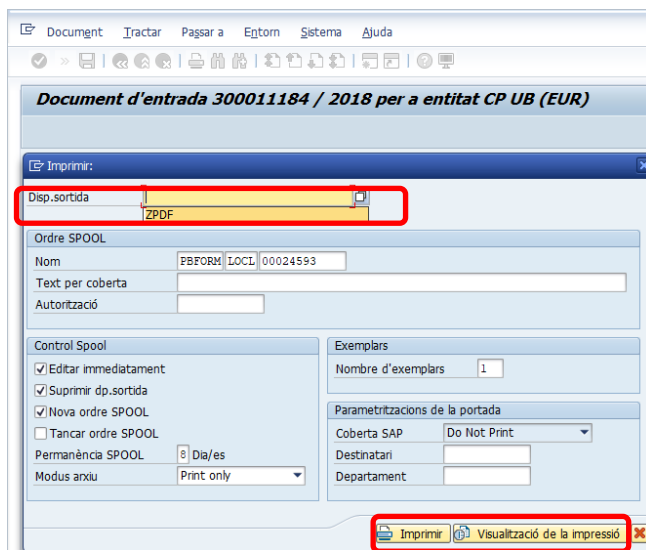 Document Tractar Passar a Entorn Sistema Ajuda
Document d'entrada 300011184 / 2018 per a entitat CP UB (EUR)
Imprimir:
Disp.sortida
ZPDF
Ordre SPOOL
Nom PBFORM LOCL 00024593
Text per coberta
Autorització
Control Spool
Editar immediatament
Suprimir dp.sortida
Nova ordre SPOOL
Tancar ordre SPOOL
Permanència SPOOL 8 Dia/es
Modus arxiu Print only
Exemplars
Nombre d'exemplars 1
Parametritzacions de la portada
Coberta SAP Do Not Print
Destinatari
Departament
Imprimir Visualització de la impressió